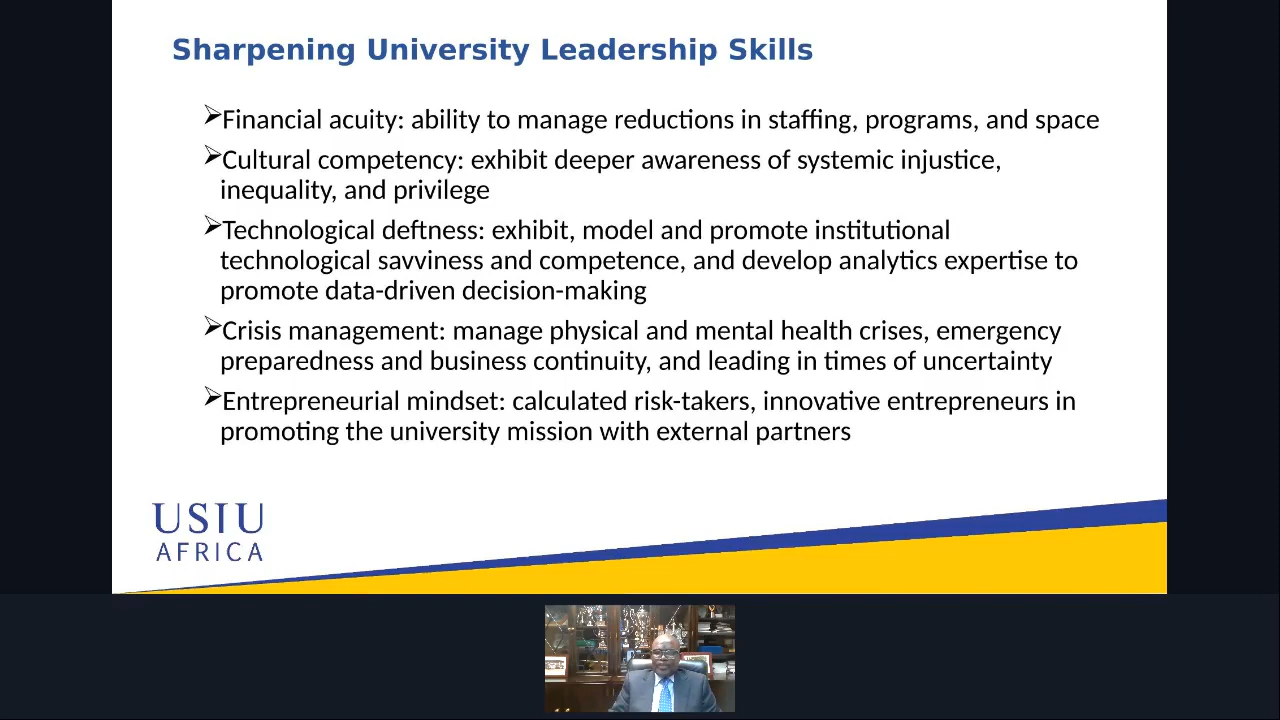 Sharpening University Leadership Skills
➢Financial acuity: ability to manage reductions in staffing, programs, and space
➢Cultural competency: exhibit deeper awareness of systemic injustice,
inequality, and privilege
➢Technological deftness: exhibit, model and promote institutional
technological savviness and competence, and develop analytics expertise to
promote data-driven decision-making
➢Crisis management: manage physical and mental health crises, emergency
preparedness and business continuity, and leading in times of uncertainty
➢Entrepreneurial mindset: calculated risk-takers, innovative entrepreneurs in
promoting the university mission with external partners
USIU
AFRICA